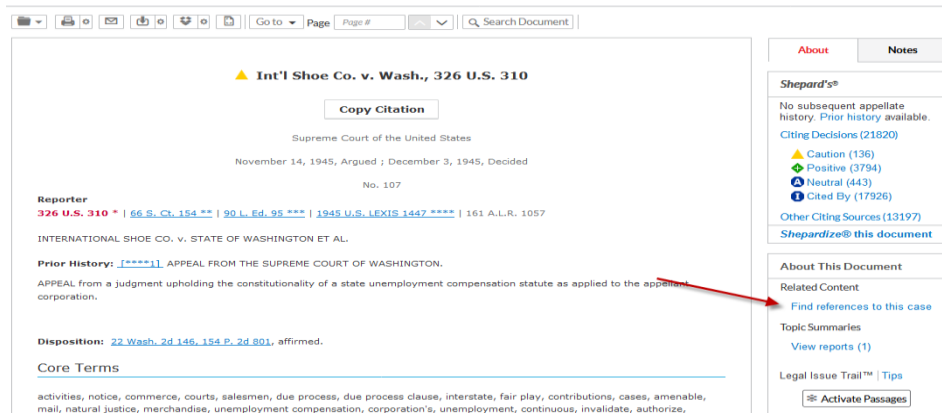 Go to Page Page # Search Document
Int'l Shoe Co. v. Wash., 326 U.S. 310
Copy Citation
Supreme Court of the United States
November 14, 1945, Argued ; December 3, 1945, Decided
No. 107
Reporter
326 U.S. 310 * | 66 S. Ct. 154 ** | 90 L. Ed. 95 *** | 1945 U.S. LEXIS 1447 **** | 161 A.L.R. 1057
INTERNATIONAL SHOE CO. v. STATE OF WASHINGTON ET AL.
Prior History: [****1] APPEAL FROM THE SUPREME COURT OF WASHINGTON.
APPEAL from a judgment upholding the constitutionality of a state unemployment compensation statute as applied to the appellant
corporation.
Disposition: 22 Wash. 2d 146, 154 P. 2d 801, affirmed.
Core Terms
activities, notice, commerce, courts, salesmen, due process, due process clause, interstate, fair play, contributions, cases, amenable,
mail, natural justice, merchandise, unemployment compensation, corporation's, unemployment, continuous, invalidate, authorize,
About Notes
Shepard's®
No subsequent appellate
history. Prior history available.
Citing Decisions (21820)
Caution (136)
Positive (3794)
A Neutral (443)
I Cited By (17926)
Other Citing Sources (13197)
Shepardize® this document
About This Document
Related Content
Find references to this case
Topic Summaries
View reports (1)
Legal Issue Trail™ | Tips
Activate Passages